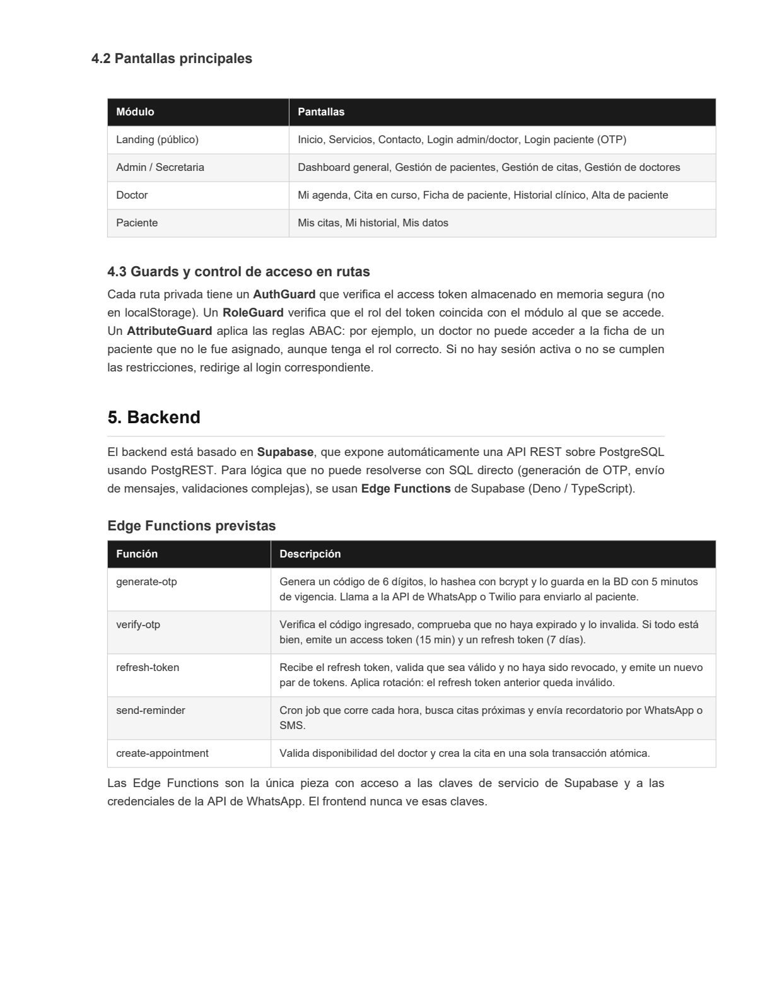 4.2 Pantallas principales
Módulo Pantallas
Landing (público) Inicio, Servicios, Contacto, Login admin/doctor, Login paciente (OTP)
Admin / Secretaria Dashboard general, Gestión de pacientes, Gestión de citas, Gestión de doctores
Doctor Mi agenda, Cita en curso, Ficha de paciente, Historial clínico, Alta de paciente
Paciente Mis citas, Mi historial, Mis datos
4.3 Guards y control de acceso en rutas
Cada ruta privada tiene un AuthGuard que verifica el access token almacenado en memoria segura (no
en localStorage). Un RoleGuard verifica que el rol del token coincida con el módulo al que se accede.
Un AttributeGuard aplica las reglas ABAC: por ejemplo, un doctor no puede acceder a la ficha de un
paciente que no le fue asignado, aunque tenga el rol correcto. Si no hay sesión activa o no se cumplen
las restricciones, redirige al login correspondiente.
5. Backend
El backend está basado en Supabase, que expone automáticamente una API REST sobre PostgreSQL
usando PostgREST. Para lógica que no puede resolverse con SQL directo (generación de OTP, envío
de mensajes, validaciones complejas), se usan Edge Functions de Supabase (Deno / TypeScript).
Edge Functions previstas
Función Descripción
generate-otp Genera un código de 6 dígitos, lo hashea con bcrypt y lo guarda en la BD con 5 minutos
de vigencia. Llama a la API de WhatsApp o Twilio para enviarlo al paciente.
verify-otp Verifica el código ingresado, comprueba que no haya expirado y lo invalida. Si todo está
bien, emite un access token (15 min) y un refresh token (7 días).
refresh-token Recibe el refresh token, valida que sea válido y no haya sido revocado, y emite un nuevo
par de tokens. Aplica rotación: el refresh token anterior queda inválido.
send-reminder Cron job que corre cada hora, busca citas próximas y envía recordatorio por WhatsApp o
SMS.
create-appointment Valida disponibilidad del doctor y crea la cita en una sola transacción atómica.
Las Edge Functions son la única pieza con acceso a las claves de servicio de Supabase y a las
credenciales de la API de WhatsApp. El frontend nunca ve esas claves.